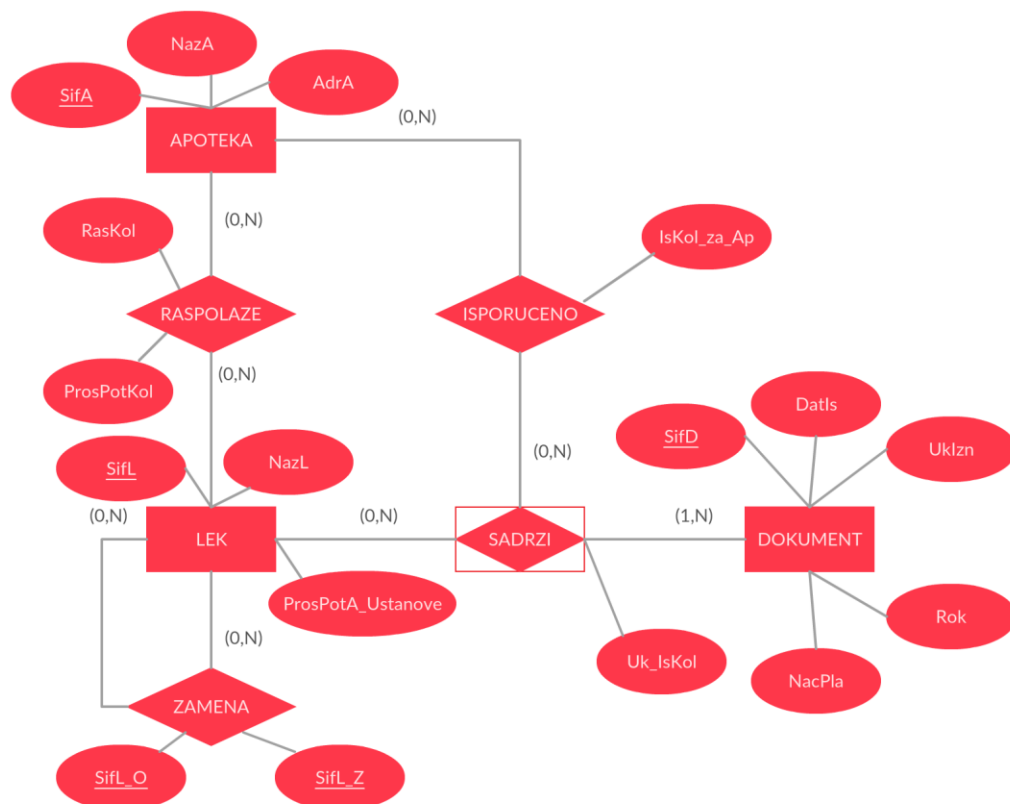 NazA
SifA
AdrA
(0,N)
APOTEKA
(0,N)
RasKol
IsKol_za_Ap
RASPOLAZE
ISPORUCENO
(0,N)
ProsPotKol
DatIs
SifD
UkIzn
(0,N)
SifL
NazL
(0,N)
(0,N)
(1,N)
LEK
SADRZI
DOKUMENT
ProsPotA_Ustanove
Rok
(0,N)
Uk_IsKol
NacPla
ZAMENA
SifL_O
SifL_Z